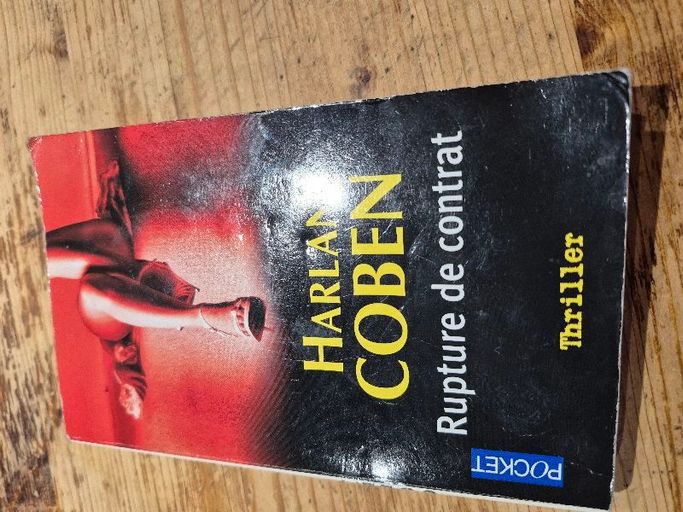 HARLAN
COBEN
Rupture de contrat
Thriller
POCKET